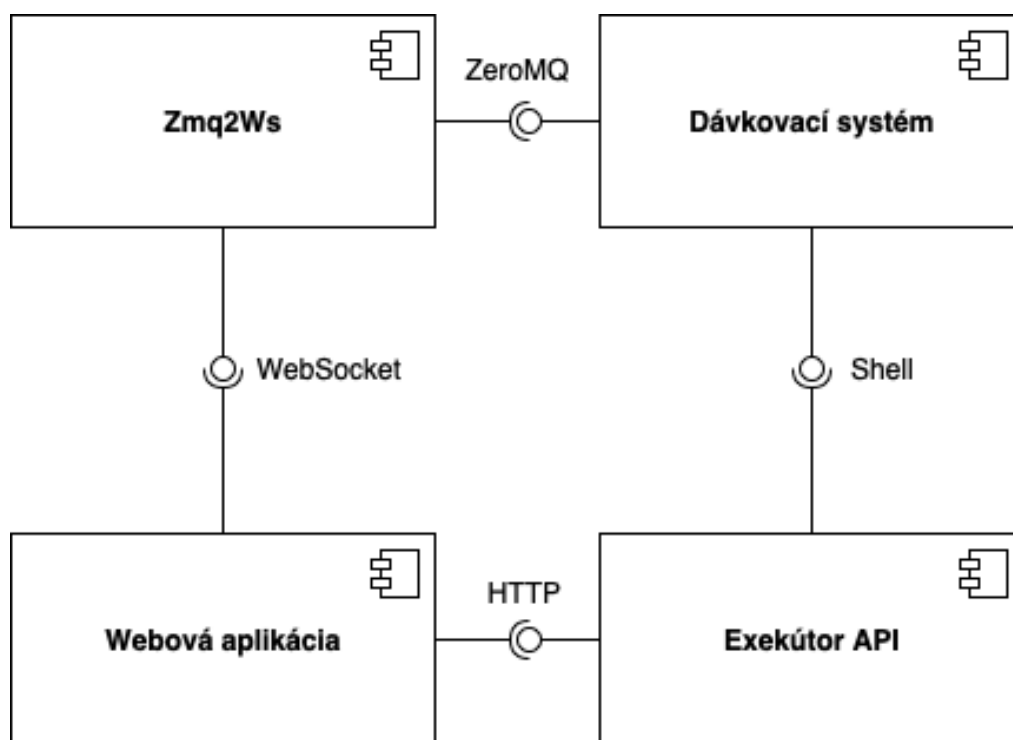 ZeroMQ
Zmq2Ws
Dávkovací systém
WebSocket
Shell
HTTP
Webová aplikácia
Exekútor API